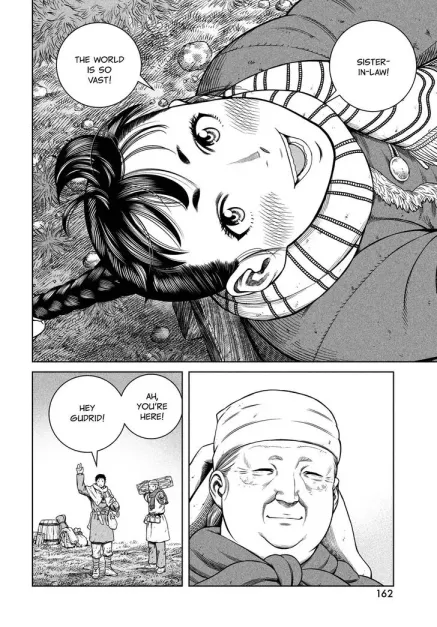 SISTER-
IN-LAW!
THE WORLD
IS SO
VAST!
AH,
YOU'RE
HERE!
HEY
GUDRID!
162